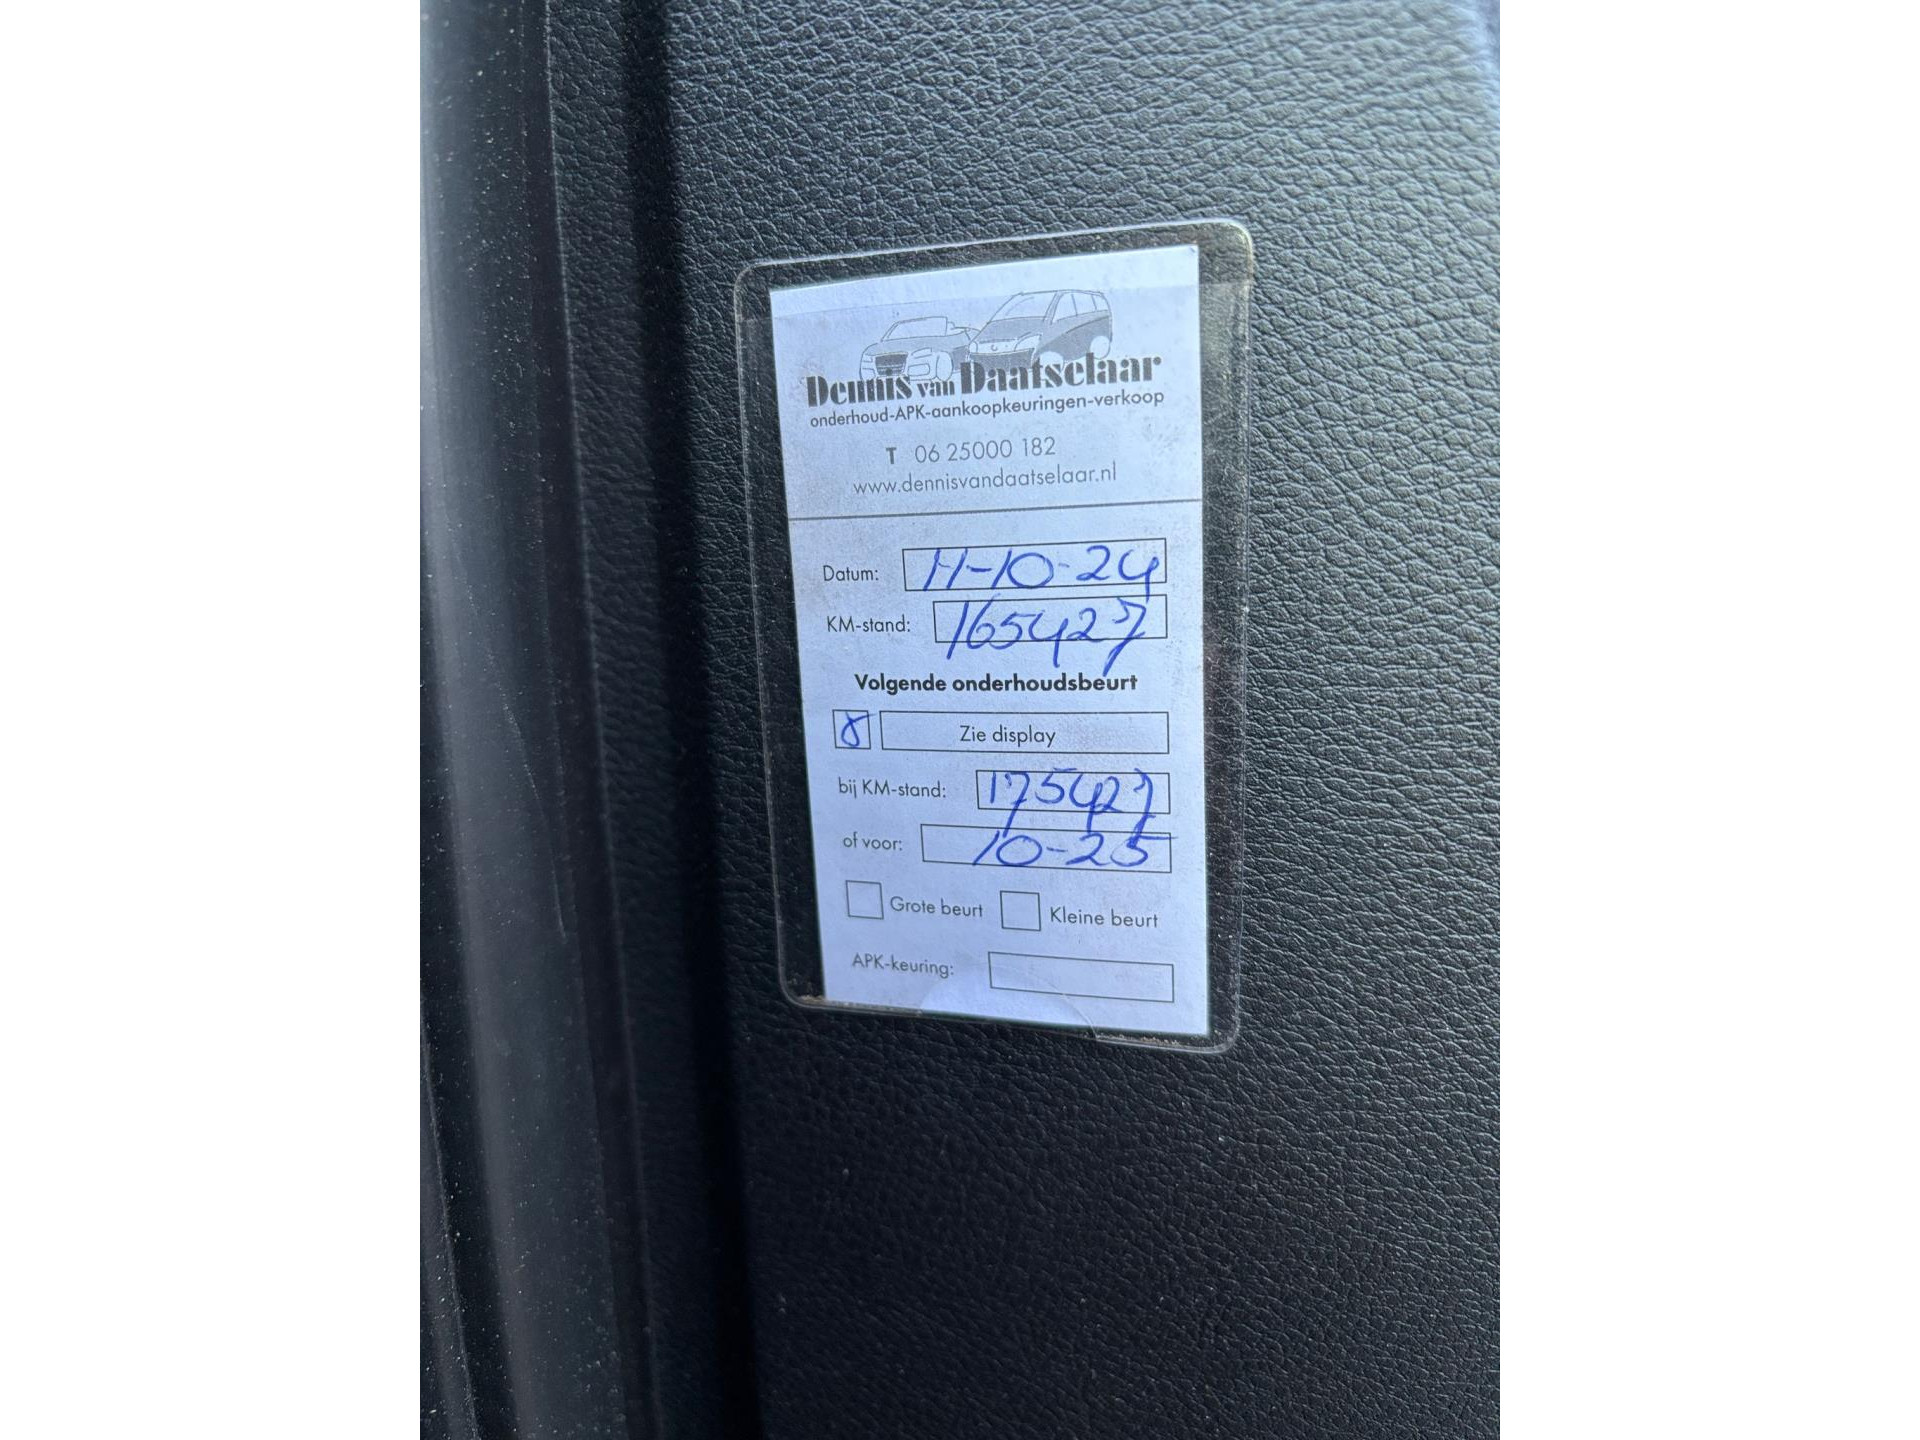 Dennis van Daatselaar
onderhoud-APK-aankoopkeuringen-verkoop
T 06 25000 182
www.dennisvandaatselaar.nl
Datum: 11-10-24
KM-stand: 165427
Volgende onderhoudsbeurt
Zie display
bij KM-stand: 175427
of voor: 10-25
Grote beurt Kleine beurt
APK-keuring: